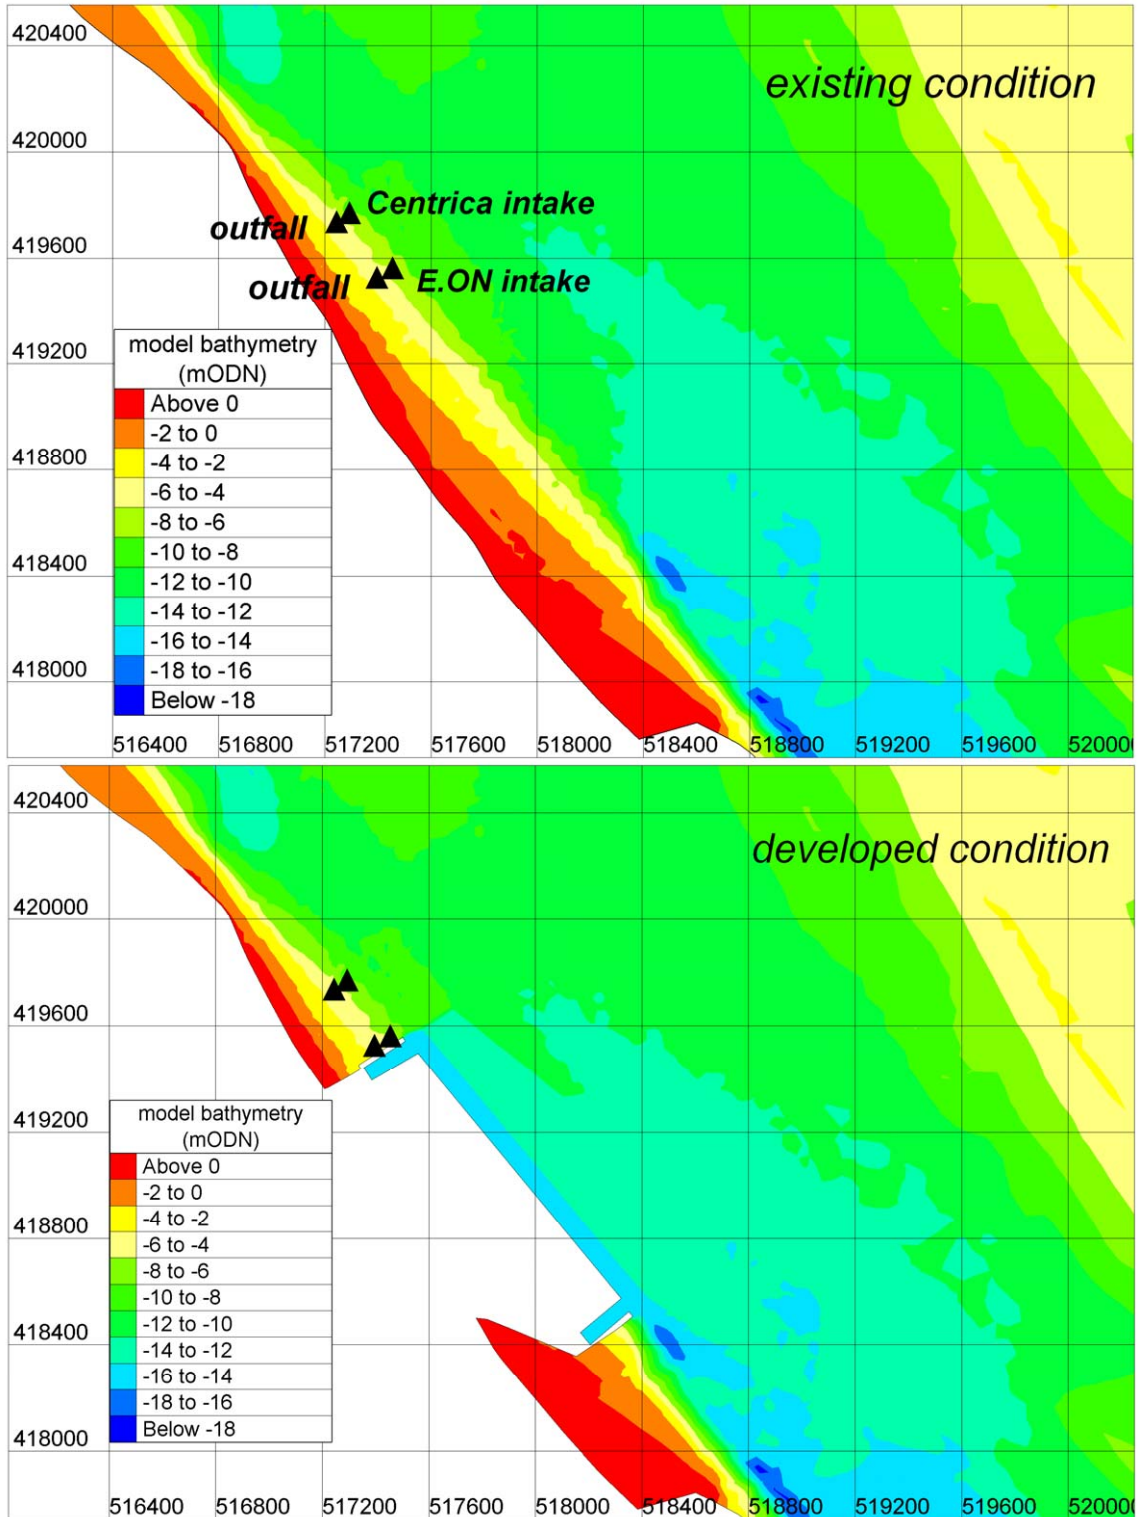 420400
existing condition
420000
Centrica intake
outfall
419600
E.ON intake
outfall
419200
model bathymetry
(mODN)
Above 0
-2 to 0
-4 to -2
-6 to -4
-8 to -6
-10 to -8
-12 to -10
-14 to -12
-16 to -14
-18 to -16
Below -18
418800
418400
418000
516400 516800 517200 517600 518000 518400 518800 519200 519600 520000
420400
developed condition
420000
419600
419200
model bathymetry
(mODN)
Above 0
-2 to 0
-4 to -2
-6 to -4
-8 to -6
-10 to -8
-12 to -10
-14 to -12
-16 to -14
-18 to -16
Below -18
418800
418400
418000
516400 516800 517200 517600 518000 518400 518800 519200 519600 520000